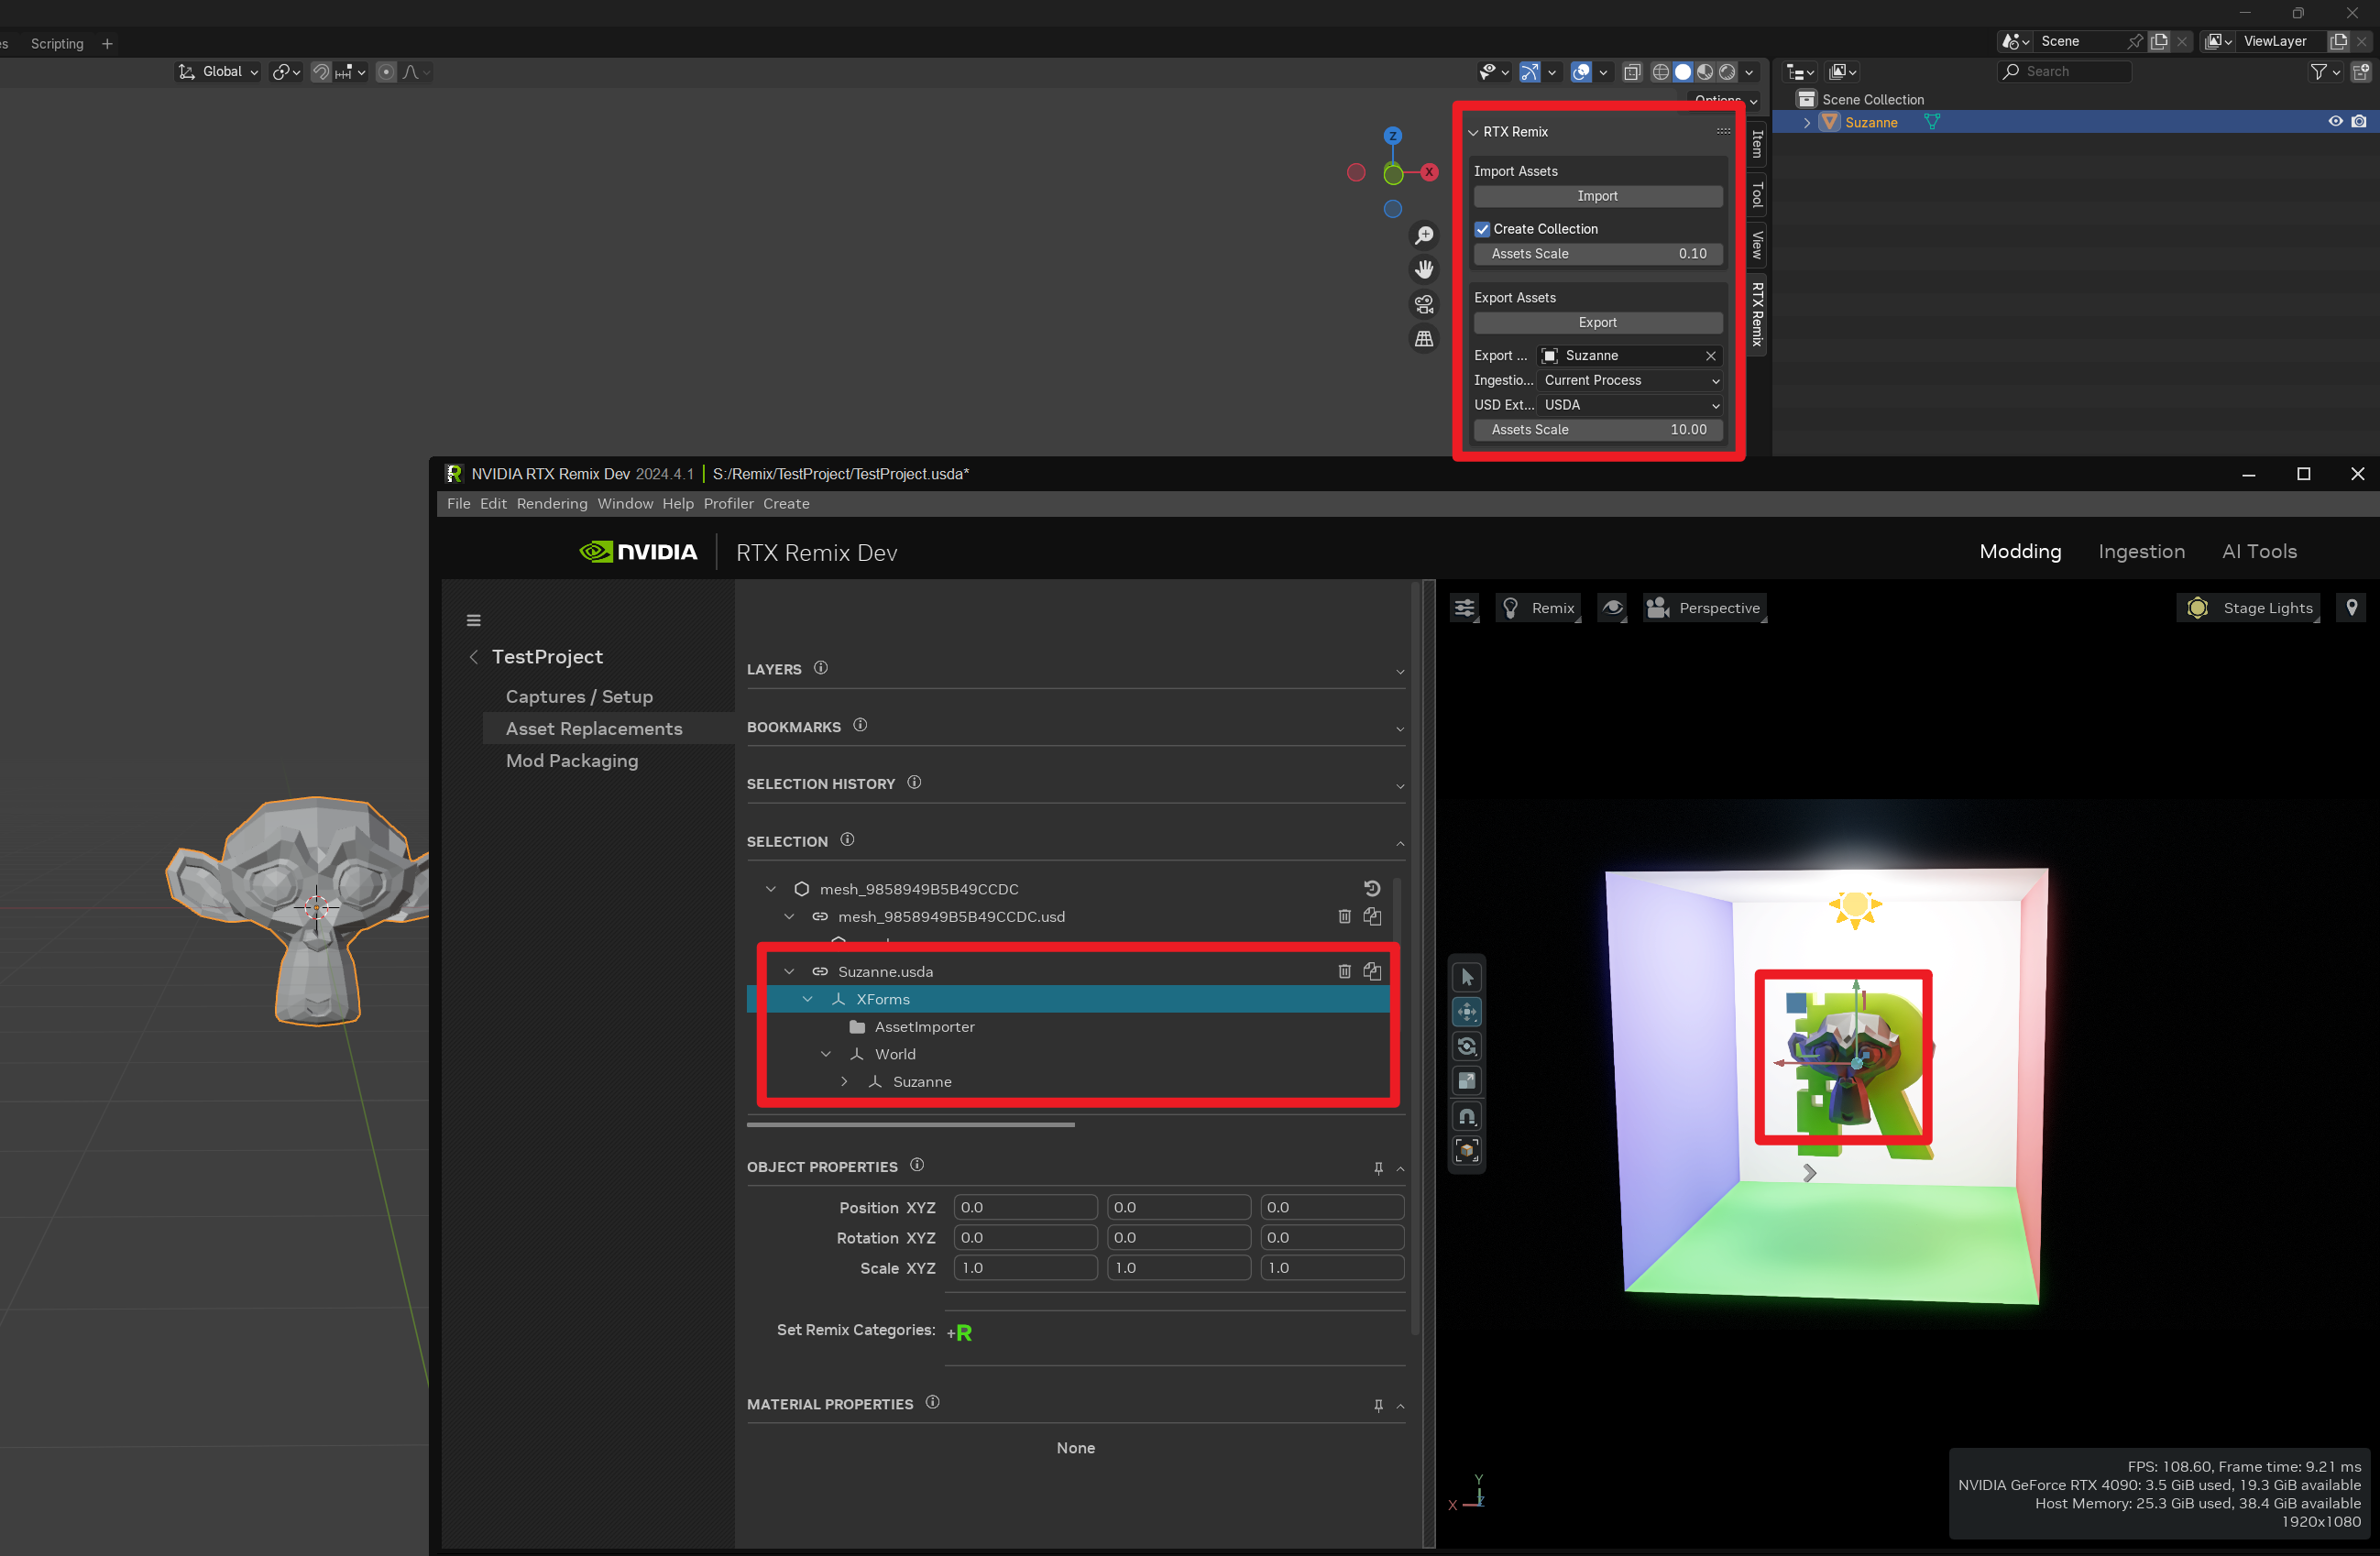 Scripting +
Scene
ViewLayer
Global
Search
Scene Collection
Suzanne
Z
X
Item
Tool
View
RTX Remix
RTX Remix
Import Assets
Import
Create Collection
Assets Scale 0.10
Export Assets
Export
Export ... Suzanne
Ingestio... Current Process
USD Ext... USDA
Assets Scale 10.00
NVIDIA RTX Remix Dev 2024.4.1 | S:/Remix/TestProject/TestProject.usda*
File Edit Rendering Window Help Profiler Create
NVIDIA RTX Remix Dev
Modding Ingestion AI Tools
TestProject
Captures / Setup
Asset Replacements
Mod Packaging
LAYERS
BOOKMARKS
SELECTION HISTORY
SELECTION
mesh_9858949B5B49CCDC
mesh_9858949B5B49CCDC.usd
Suzanne.usda
XForms
AssetImporter
World
Suzanne
OBJECT PROPERTIES
Position XYZ 0.0 0.0 0.0
Rotation XYZ 0.0 0.0 0.0
Scale XYZ 1.0 1.0 1.0
Set Remix Categories: +R
MATERIAL PROPERTIES
None
Remix
Perspective
Stage Lights
Y
X
Z
FPS: 108.60, Frame time: 9.21 ms
NVIDIA GeForce RTX 4090: 3.5 GiB used, 19.3 GiB available
Host Memory: 25.3 GiB used, 38.4 GiB available
1920x1080